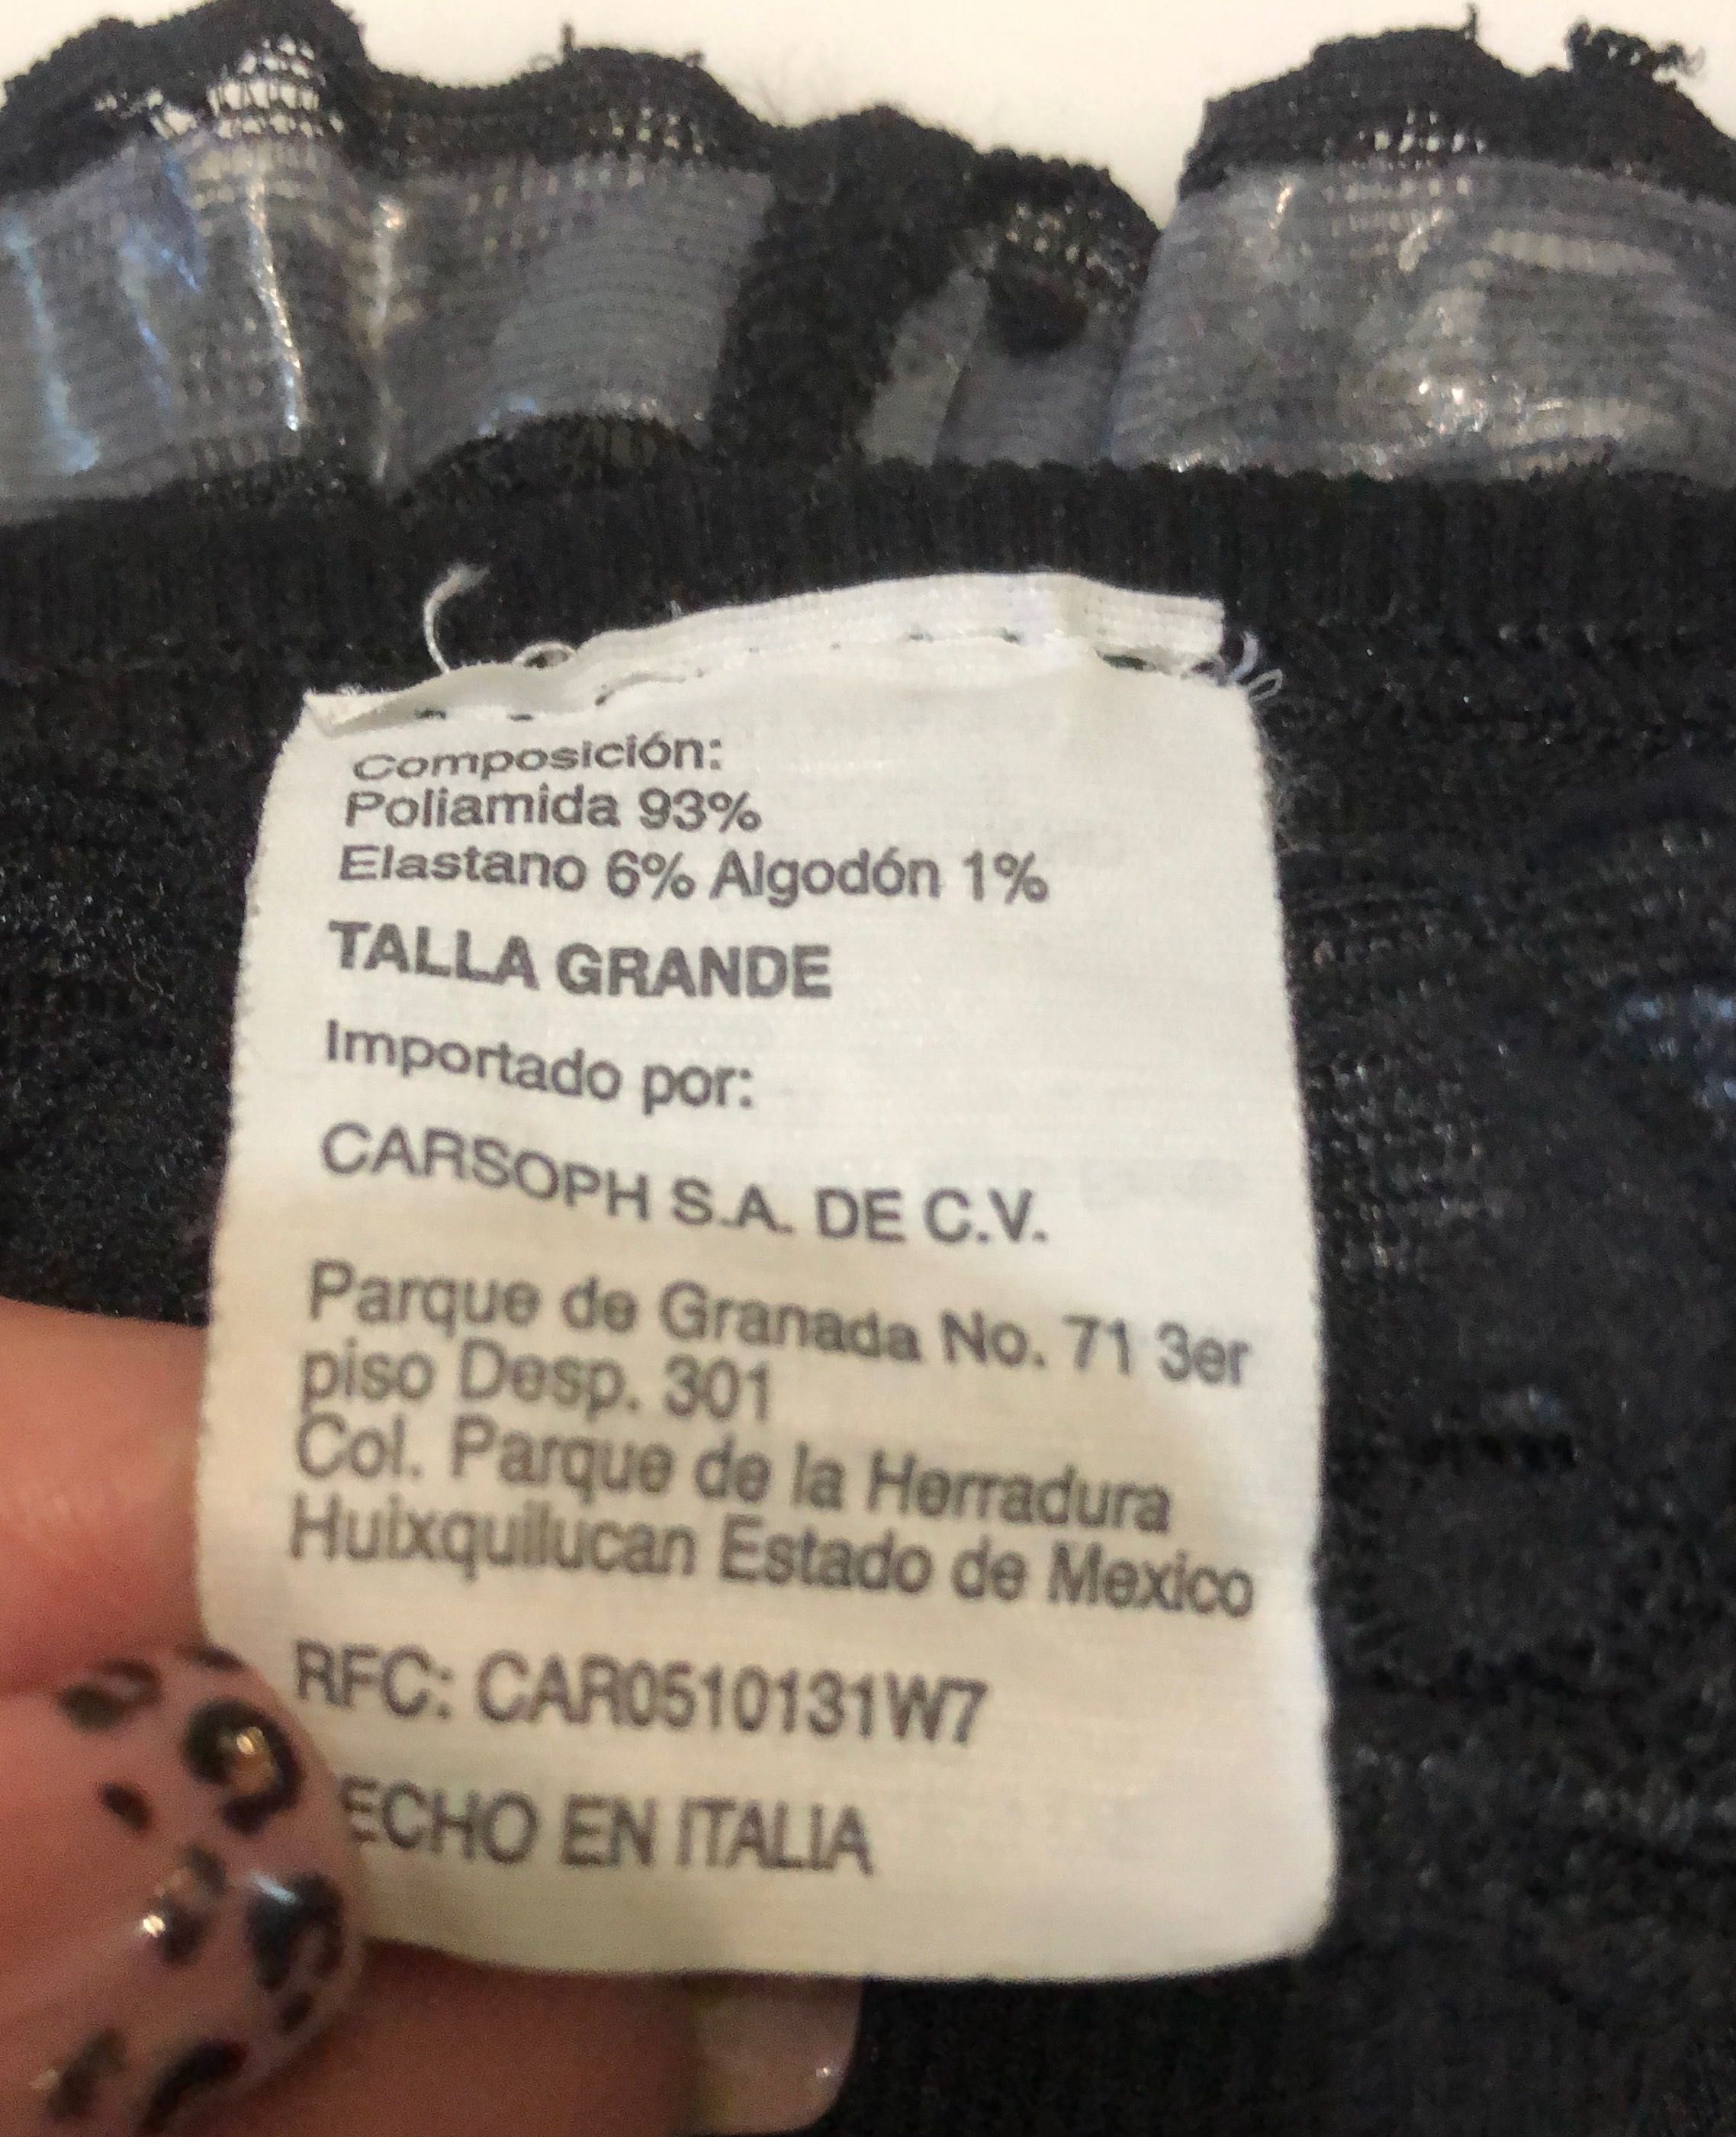 Composición:
Poliamida 93%
Elastano 6% Algodón 1%
TALLA GRANDE
Importado por:
CARSOPH S.A. DE C.V.
Parque de Granada No. 71 3er
piso Desp. 301
Col. Parque de la Herradura
Huixquilucan Estado de Mexico
RFC: CAR0510131W7
ECHO EN ITALIA